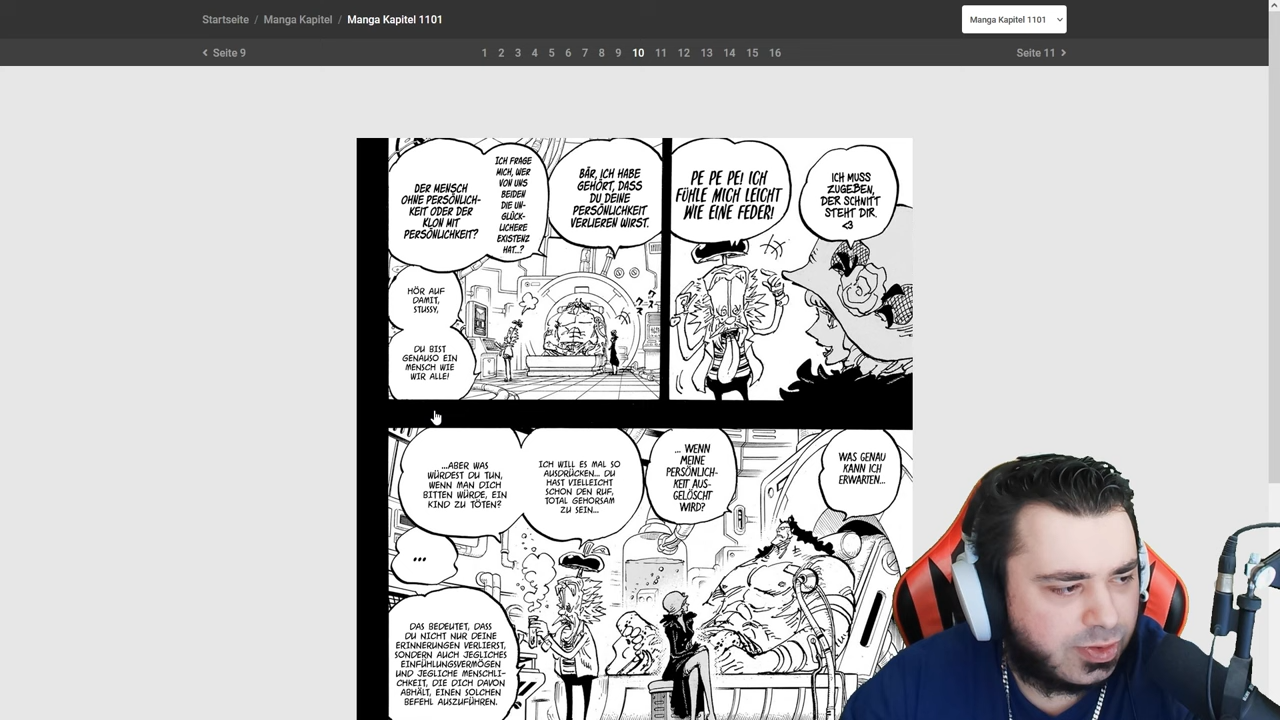 Startseite / Manga Kapitel / Manga Kapitel 1101
Manga Kapitel 1101
Seite 9
1 2 3 4 5 6 7 8 9 10 11 12 13 14 15 16
Seite 11
ICH MUSS
ZUGEBEN,
DER SCHNITT
STEHT DIR.
<3
PE PE PE! ICH
FÜHLE MICH LEICHT
WIE EINE FEDER!
BÄR, ICH HABE
GEHÖRT, DASS
DU DEINE
PERSÖNLICHKEIT
VERLIEREN WIRST.
ICH FRAGE
MICH, WER
VON UNS
BEIDEN
DIE UN-
GLÜCK-
LICHERE
EXISTENZ
HAT...?
DER MENSCH
OHNE PERSÖNLICH-
KEIT ODER DER
KLON MIT
PERSÖNLICHKEIT?
HÖR AUF
DAMIT,
STUSSY,
DU BIST
GENAUSO EIN
MENSCH WIE
WIR ALLE!
WAS GENAU
KANN ICH
ERWARTEN...
... WENN
MEINE
PERSÖNLICH-
KEIT AUS-
GELÖSCHT
WIRD?
ICH WILL ES MAL SO
AUSDRÜCKEN... DU
HAST VIELLEICHT
SCHON DEN RUF,
TOTAL GEHORSAM
ZU SEIN...
...ABER WAS
WÜRDEST DU TUN,
WENN MAN DICH
BITTEN WÜRDE, EIN
KIND ZU TÖTEN?
...
DAS BEDEUTET, DASS
DU NICHT NUR DEINE
ERINNERUNGEN VERLIERST,
SONDERN AUCH JEGLICHES
EINFÜHLUNGSVERMÖGEN
UND JEGLICHE MENSCHLI-
CHKEIT, DIE DICH DAVON
ABHÄLT, EINEN SOLCHEN
BEFEHL AUSZUFÜHREN.